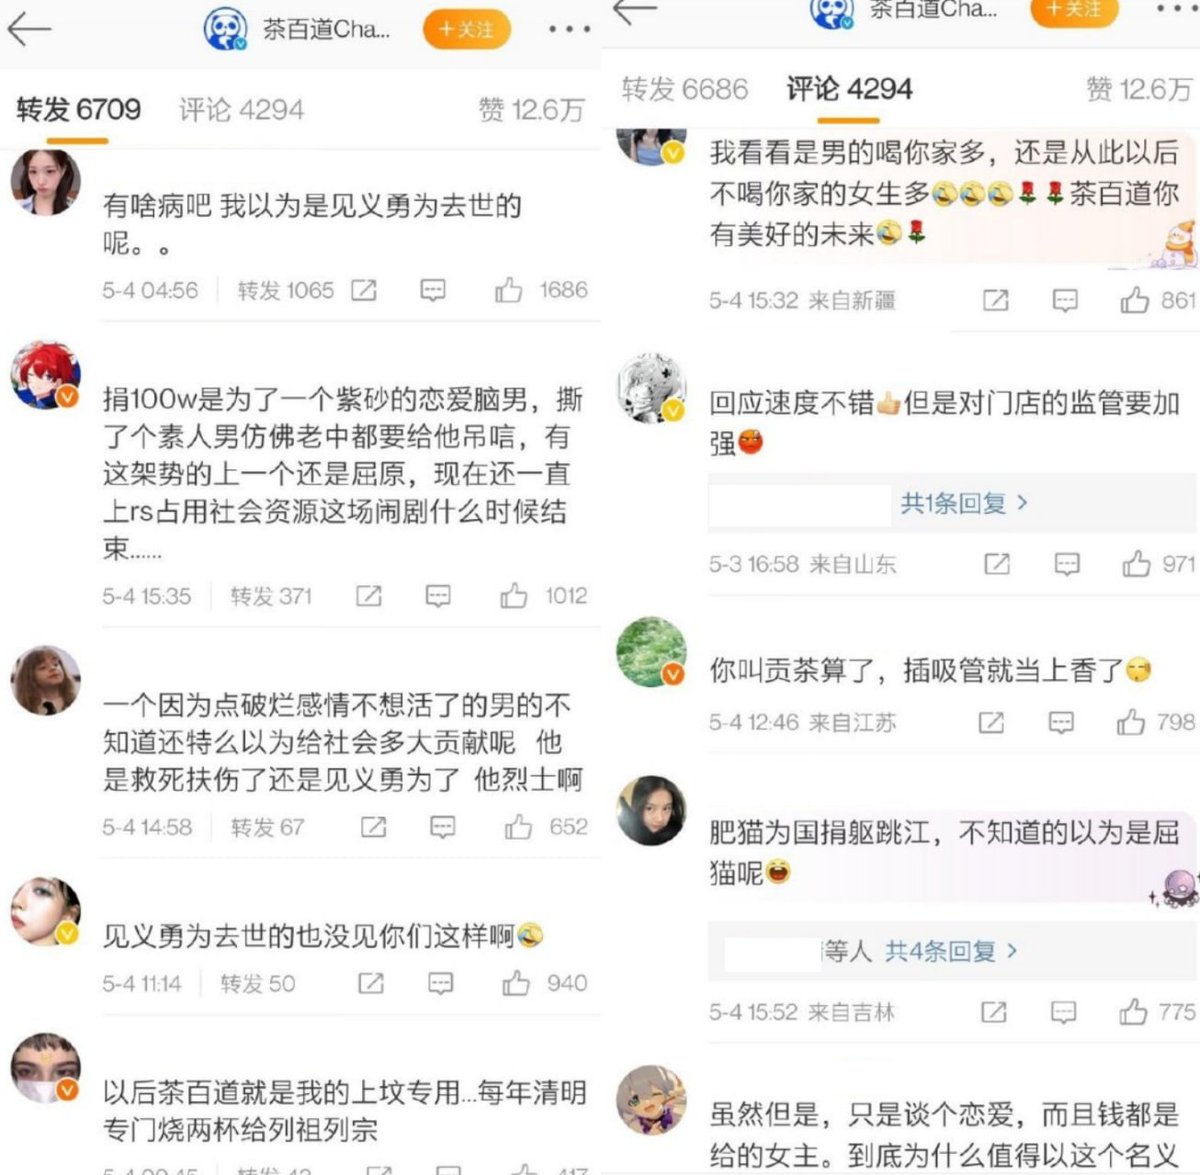 茶百道Cha...
+关注
转发 6709
评论 4294
赞 12.6万
有啥病吧 我以为是见义勇为去世的
呢。。
5-4 04:56
转发 1065
1686
捐100w是为了一个紫砂的恋爱脑男，撕
了个素人男仿佛老中都要给他吊唁，有
这架势的上一个还是屈原，现在还一直
上rs占用社会资源这场闹剧什么时候结
束......
5-4 15:35
转发 371
1012
一个因为点破烂感情不想活了的男的不
知道还特么以为给社会多大贡献呢 他
是救死扶伤了还是见义勇为了 他烈士啊
5-4 14:58
转发 67
652
见义勇为去世的也没见你们这样啊🤣
5-4 11:14
转发 50
940
以后茶百道就是我的上坟专用...每年清明
专门烧两杯给列祖列宗
茶百道Cha...
+关注
转发 6686
评论 4294
赞 12.6万
我看看是男的喝你家多，还是从此以后
不喝你家的女生多🤣🤣🤣🌹🌹茶百道你
有美好的未来🤣🌹
5-4 15:32 来自新疆
861
回应速度不错👍但是对门店的监管要加
强😡
共1条回复 >
5-3 16:58 来自山东
971
你叫贡茶算了，插吸管就当上香了😌
5-4 12:46 来自江苏
798
肥猫为国捐躯跳江，不知道的以为是屈
猫呢😄
等人 共4条回复 >
5-4 15:52 来自吉林
775
虽然但是，只是谈个恋爱，而且钱都是
给的女主。到底为什么值得以这个名义